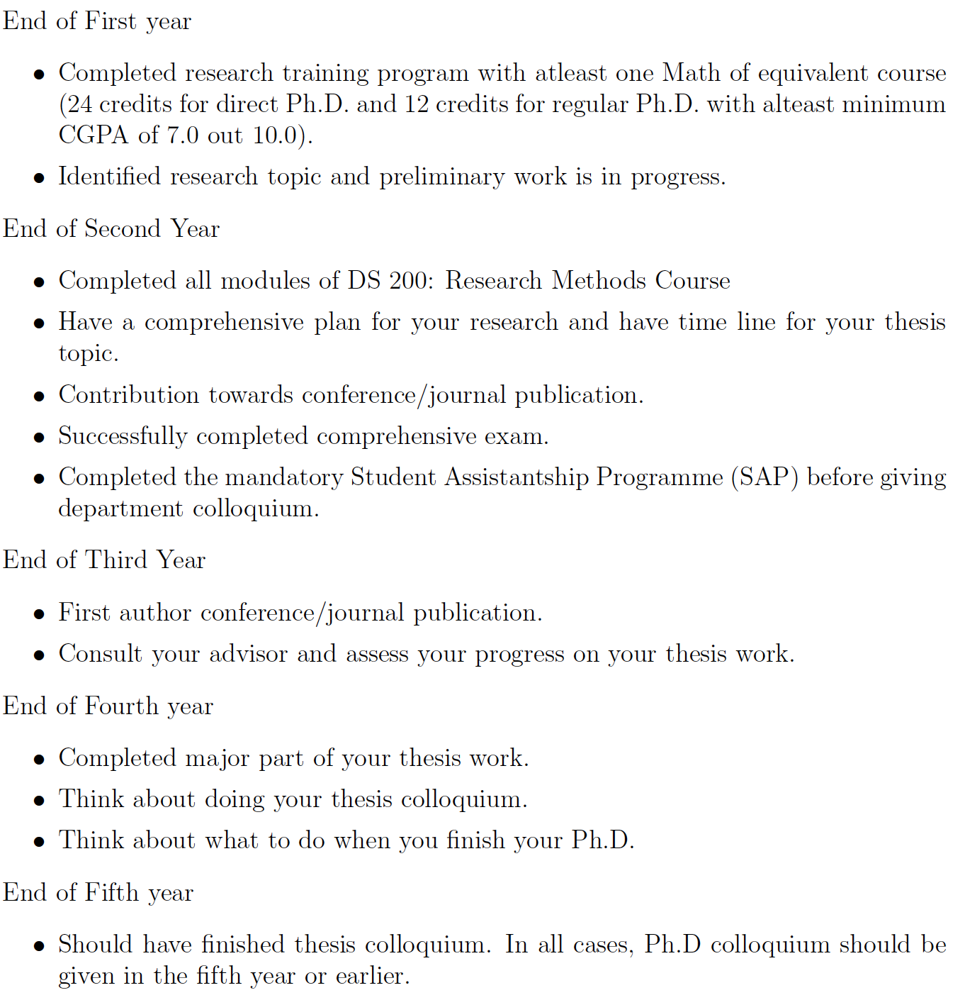 End of First year
• Completed research training program with atleast one Math of equivalent course
(24 credits for direct Ph.D. and 12 credits for regular Ph.D. with alteast minimum
CGPA of 7.0 out 10.0).
• Identified research topic and preliminary work is in progress.
End of Second Year
• Completed all modules of DS 200: Research Methods Course
• Have a comprehensive plan for your research and have time line for your thesis
topic.
• Contribution towards conference/journal publication.
• Successfully completed comprehensive exam.
• Completed the mandatory Student Assistantship Programme (SAP) before giving
department colloquium.
End of Third Year
• First author conference/journal publication.
• Consult your advisor and assess your progress on your thesis work.
End of Fourth year
• Completed major part of your thesis work.
• Think about doing your thesis colloquium.
• Think about what to do when you finish your Ph.D.
End of Fifth year
• Should have finished thesis colloquium. In all cases, Ph.D colloquium should be
given in the fifth year or earlier.